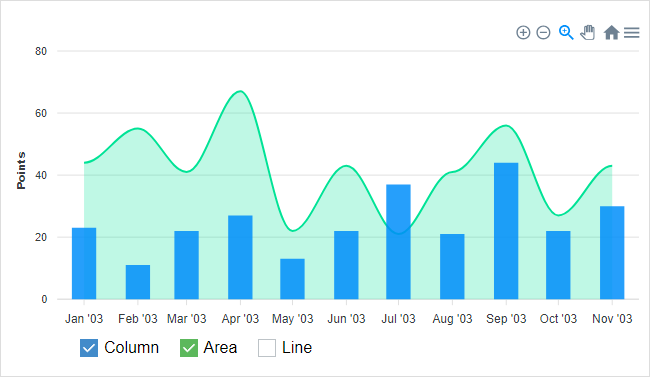 80
60
40
20
0
Points
Jan '03 Feb '03 Mar '03 Apr '03 May '03 Jun '03 Jul '03 Aug '03 Sep '03 Oct '03 Nov '03
Column Area Line